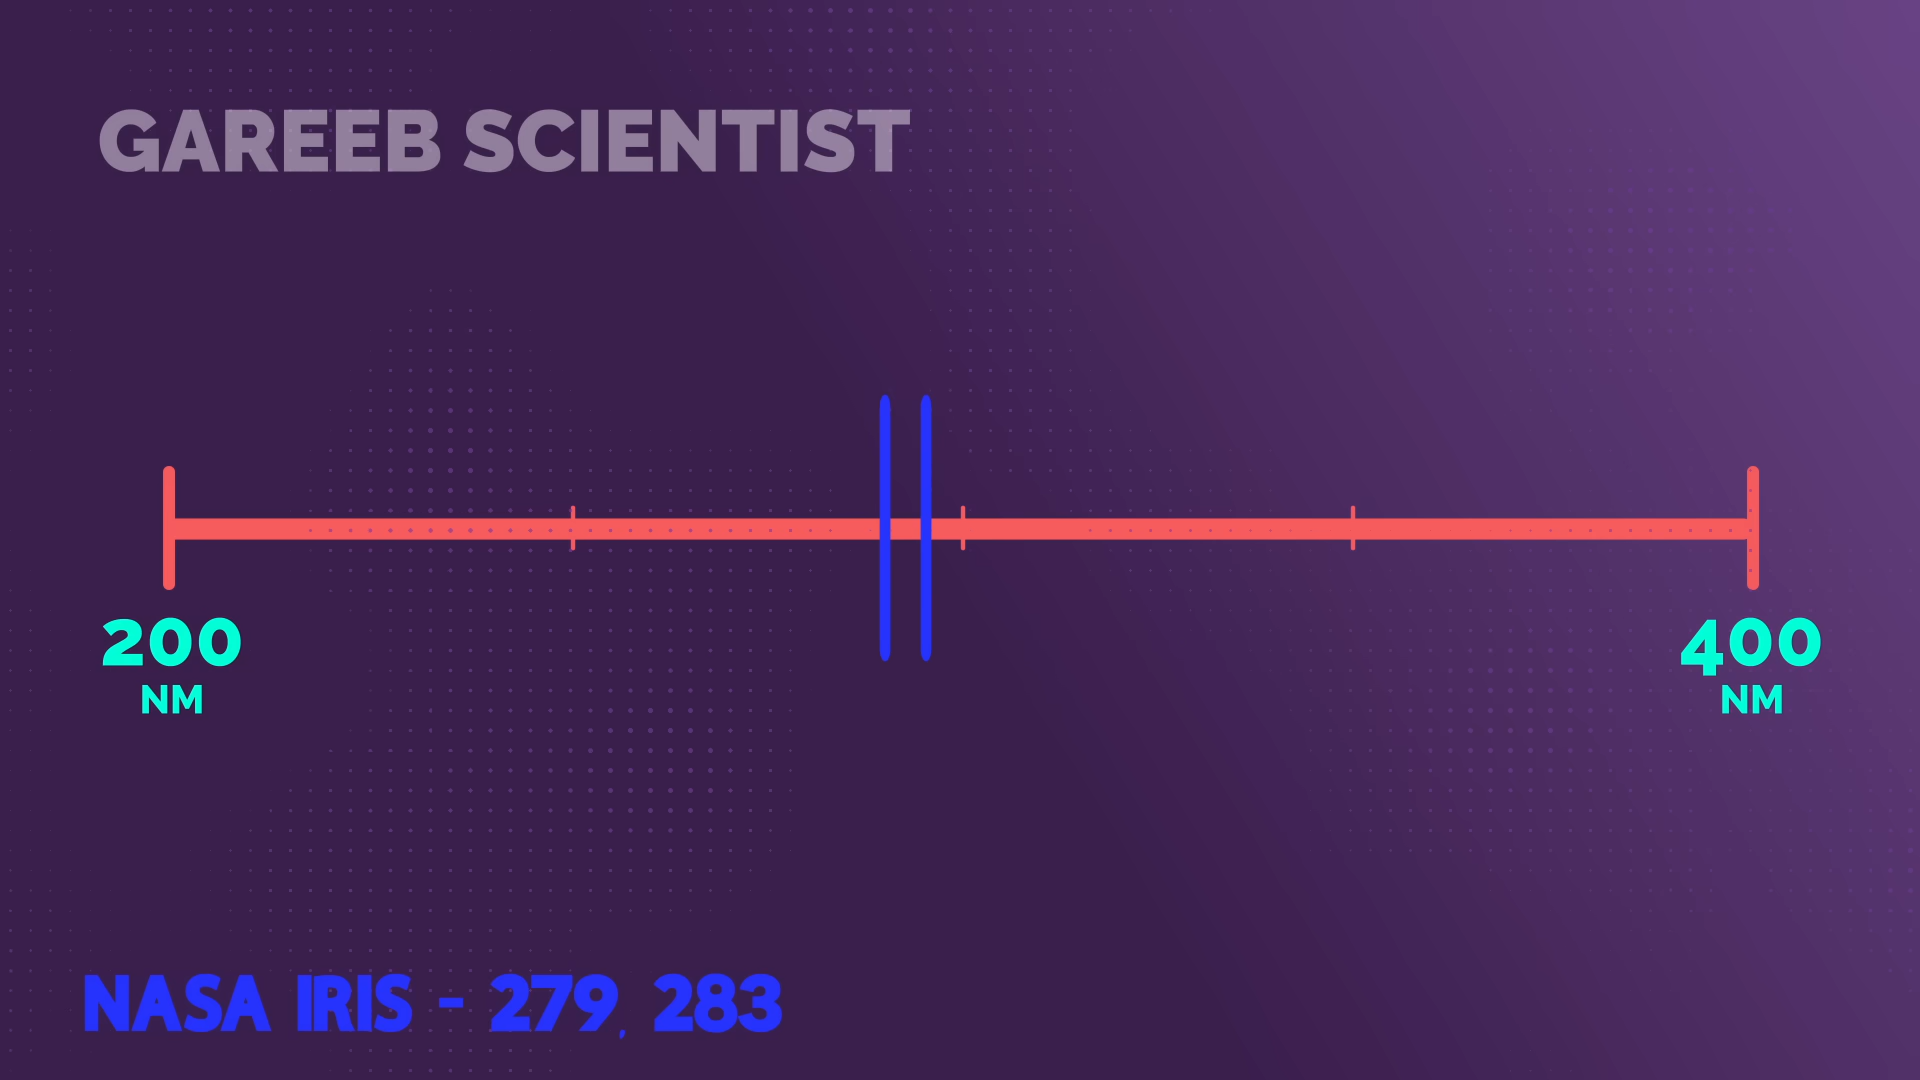 GAREEB SCIENTIST
200
NM
400
NM
NASA IRIS - 279, 283